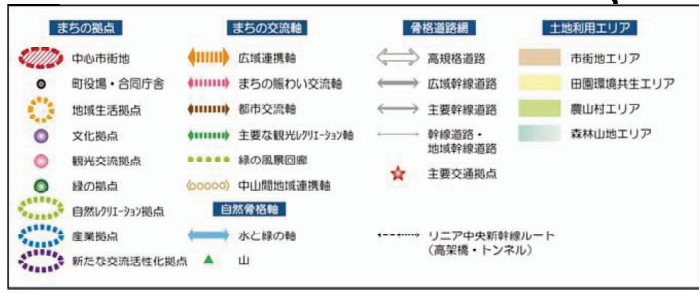 まちの拠点
中心市街地
町役場・合同庁舎
地域生活拠点
文化拠点
観光交流拠点
緑の拠点
自然レクリエーション拠点
産業拠点
新たな交流活性化拠点
まちの交流軸
広域連携軸
まちの賑わい交流軸
都市交流軸
主要な観光レクリエーション軸
緑の風景回廊
中山間地域連携軸
自然骨格軸
水と緑の軸
山
骨格道路網
高規格道路
広域幹線道路
主要幹線道路
幹線道路・
地域幹線道路
主要交通拠点
リニア中央新幹線ルート
(高架橋・トンネル)
土地利用エリア
市街地エリア
田園環境共生エリア
農山村エリア
森林山地エリア